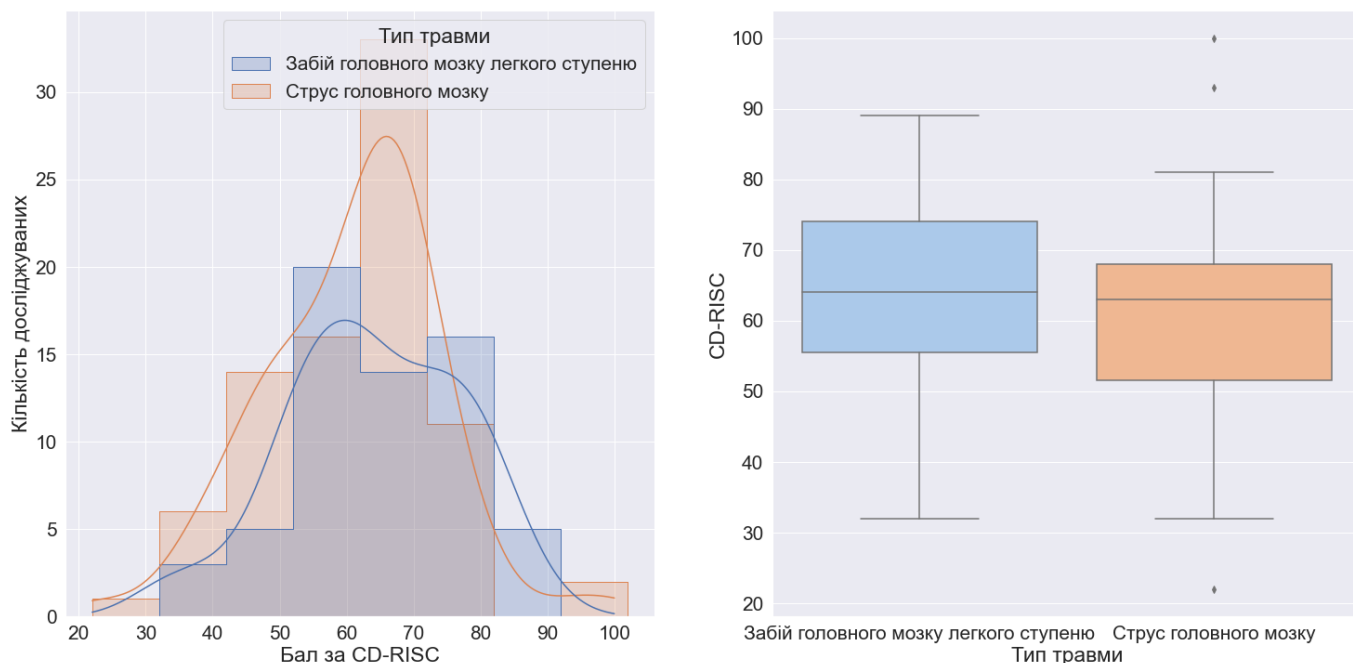 Тип травми
Забій головного мозку легкого ступеню
Струс головного мозку
Кількість досліджуваних
30
25
20
15
10
5
0
20 30 40 50 60 70 80 90 100
Бал за CD-RISC
CD-RISC
100
90
80
70
60
50
40
30
20
Забій головного мозку легкого ступеню Струс головного мозку
Тип травми